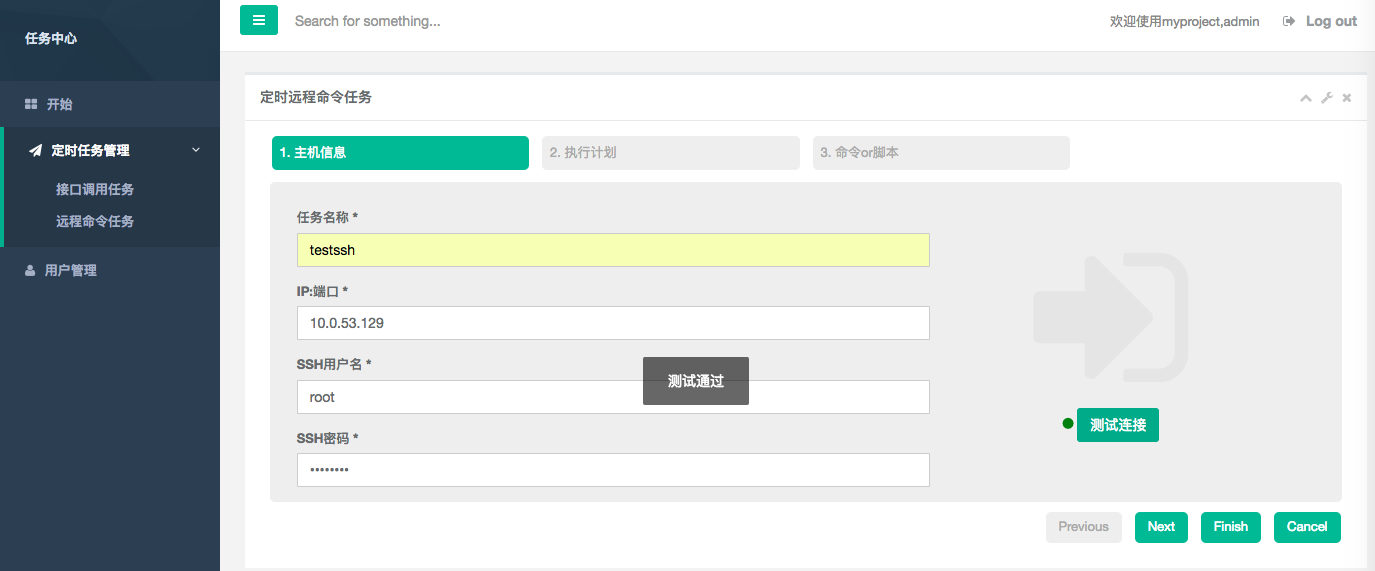 任务中心
Search for something...
欢迎使用myproject,admin
Log out
开始
定时任务管理
接口调用任务
远程命令任务
用户管理
定时远程命令任务
1. 主机信息
2. 执行计划
3. 命令or脚本
任务名称 *
testssh
IP:端口 *
10.0.53.129
SSH用户名 *
root
测试通过
SSH密码 *
••••••••
测试连接
Previous
Next
Finish
Cancel